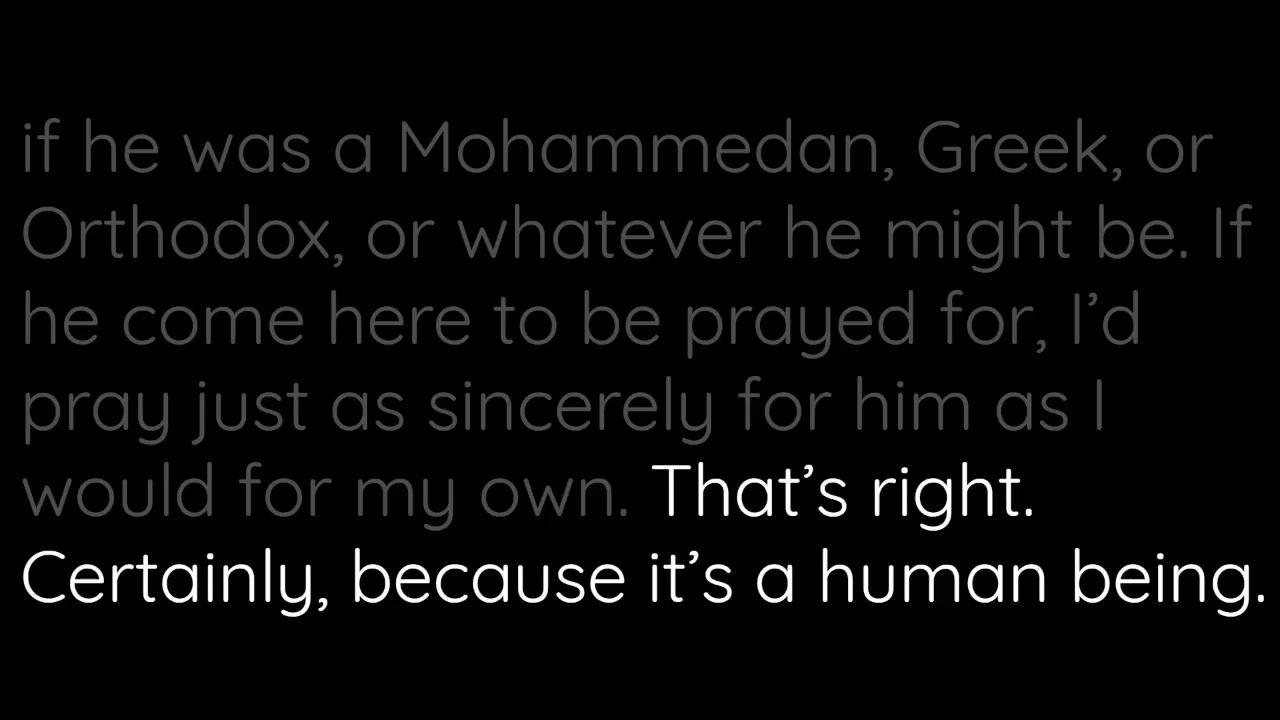 if he was a Mohammedan, Greek, or
Orthodox, or whatever he might be. If
he come here to be prayed for, I’d
pray just as sincerely for him as I
would for my own. That’s right.
Certainly, because it’s a human being.